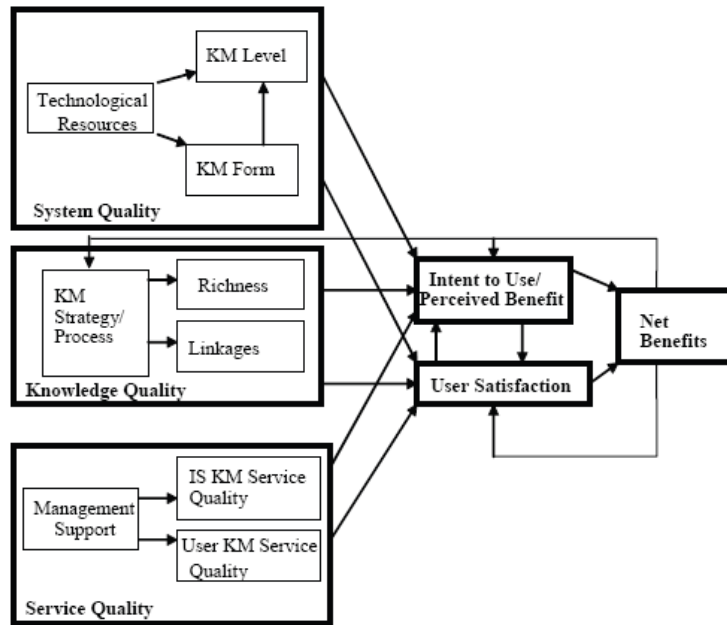 KM Level
Technological
Resources
KM Form
System Quality
KM
Strategy/
Process
Richness
Linkages
Knowledge Quality
Intent to Use/
Perceived Benefit
User Satisfaction
Net
Benefits
Management
Support
IS KM Service
Quality
User KM Service
Quality
Service Quality